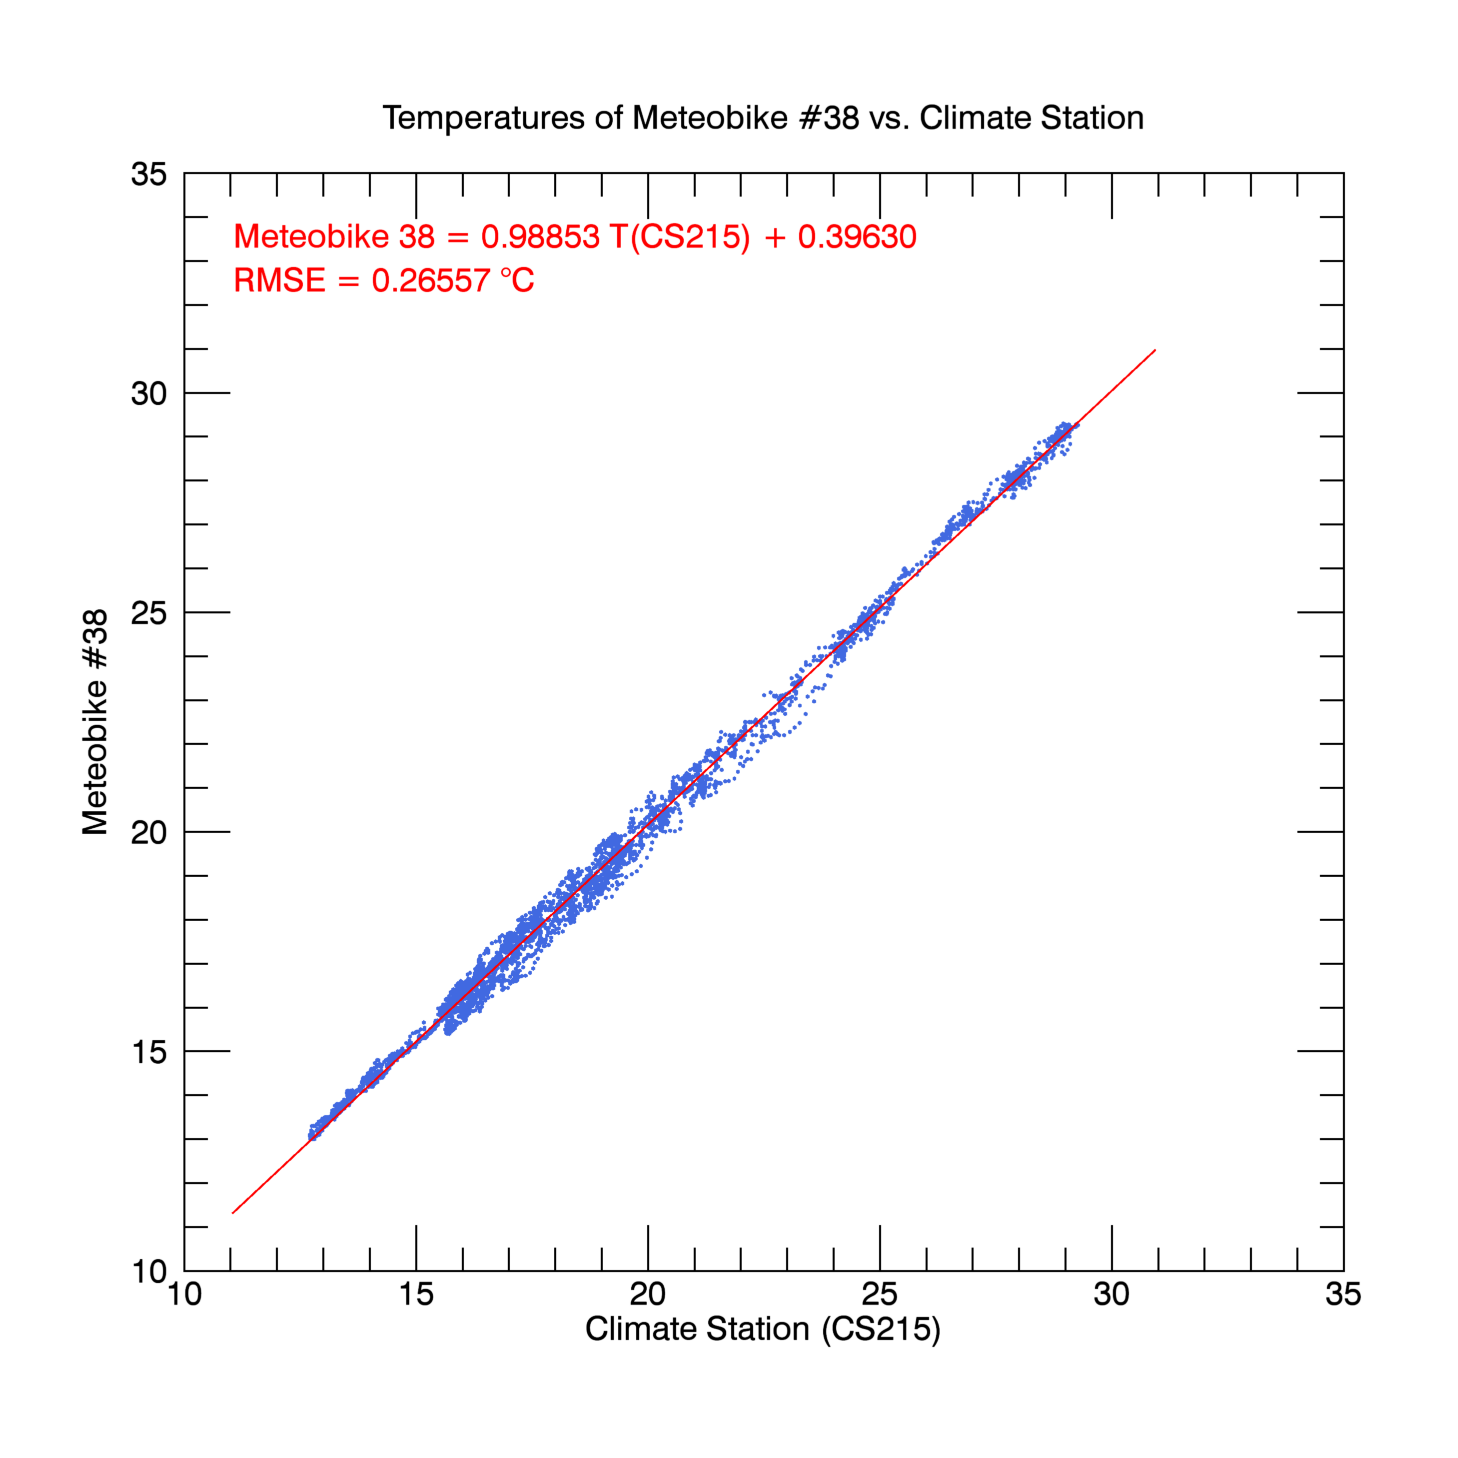 Temperatures of Meteobike #38 vs. Climate Station
35
Meteobike 38 = 0.98853 T(CS215) + 0.39630
RMSE = 0.26557 °C
30
25
Meteobike #38
20
15
10
10 15 20 25 30 35
Climate Station (CS215)